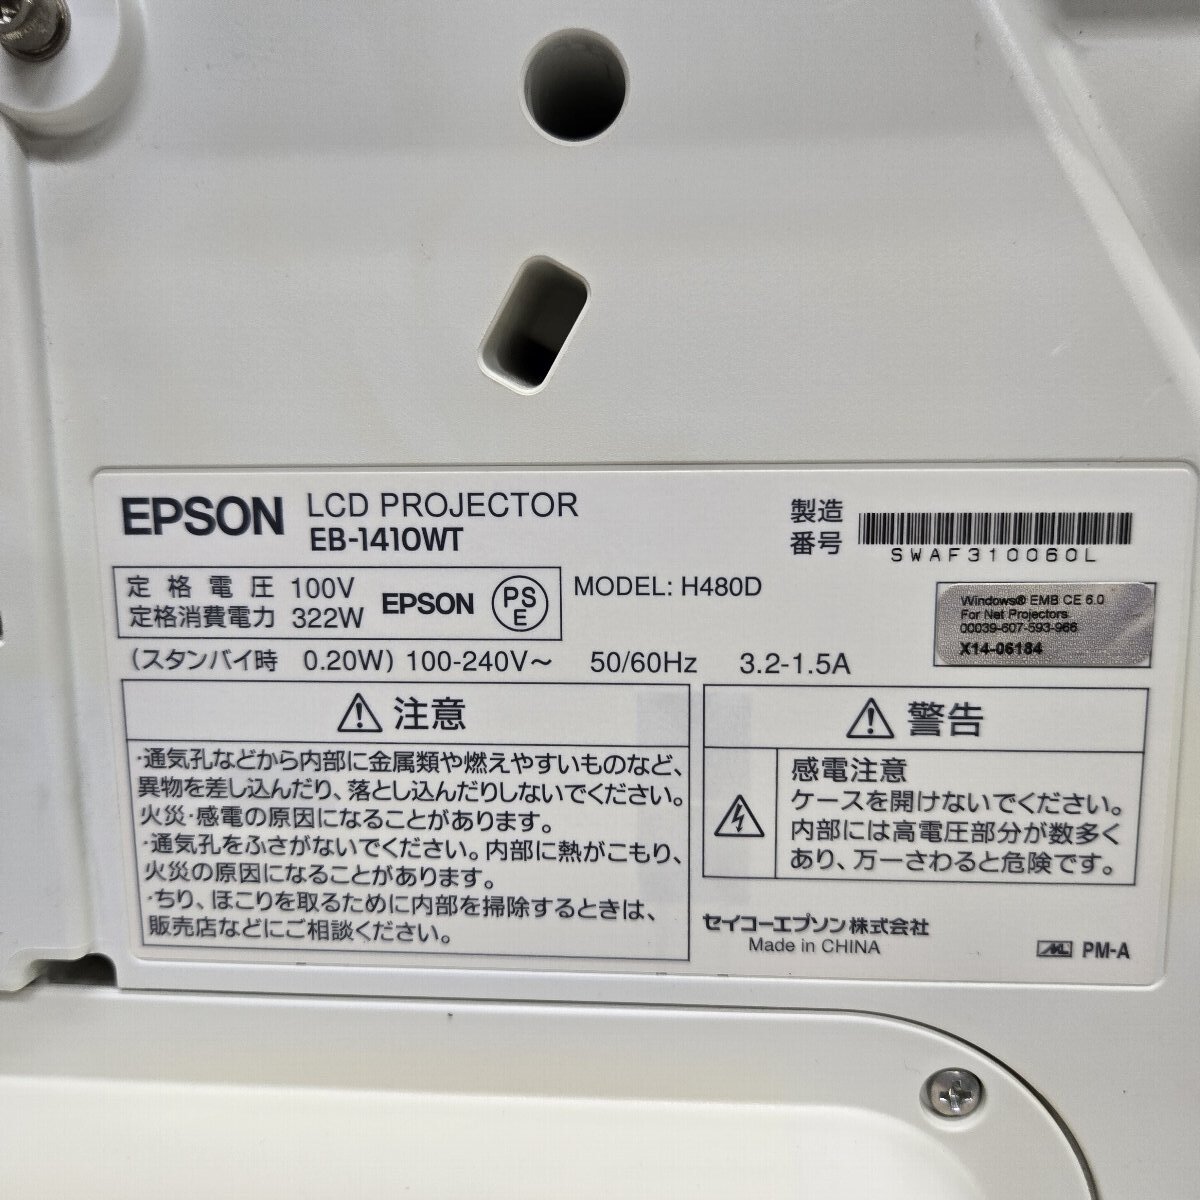 EPSON LCD PROJECTOR
EB-1410WT
製造番号
SWAF310060L
定格電圧 100V
定格消費電力 322W
EPSON
PS
E
MODEL: H480D
Windows® EMB CE 6.0
For Net Projectors
00039-607-593-966
X14-06184
(スタンバイ時 0.20W) 100-240V～ 50/60Hz 3.2-1.5A
注意
・通気孔などから内部に金属類や燃えやすいものなど、
異物を差し込んだり、落とし込んだりしないでください。
火災・感電の原因になることがあります。
・通気孔をふさがないでください。内部に熱がこもり、
火災の原因になることがあります。
・ちり、ほこりを取るために内部を掃除するときは、
販売店などにご相談ください。
警告
感電注意
ケースを開けないでください。
内部には高電圧部分が数多く
あり、万一さわると危険です。
セイコーエプソン株式会社
Made in CHINA
PM-A